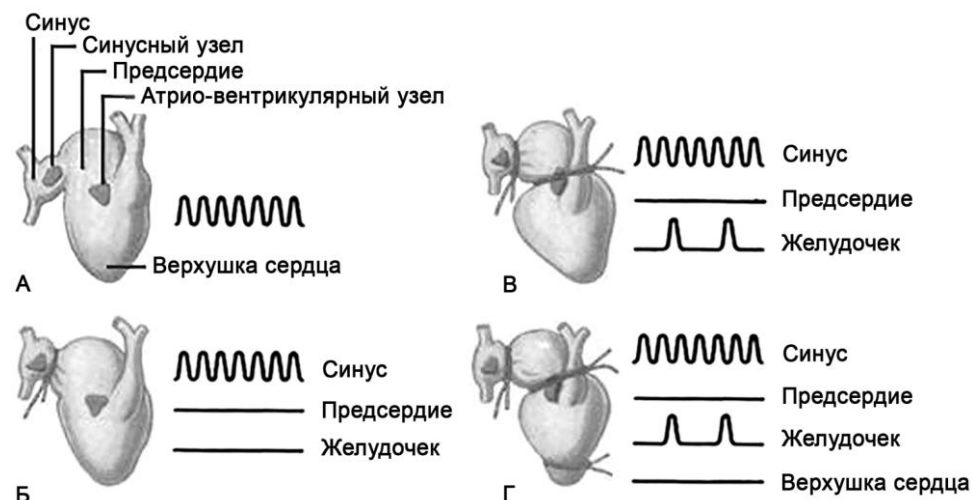 Синус
Синусный узел
Предсердие
Атрио-вентрикулярный узел
Верхушка сердца
А
Синус
Предсердие
Желудочек
В
Синус
Предсердие
Желудочек
Б
Синус
Предсердие
Желудочек
Верхушка сердца
Г